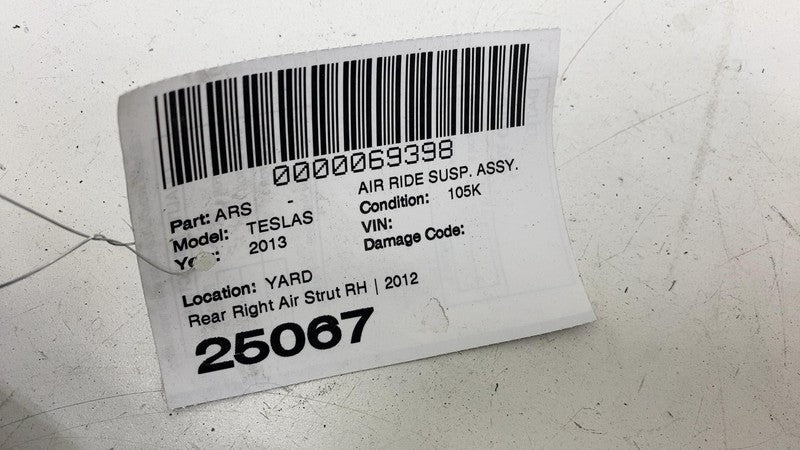 0000069398
Part: ARS - AIR RIDE SUSP. ASSY.
Model: TESLAS Condition: 105K
Year: 2013 VIN:
Damage Code:
Location: YARD
Rear Right Air Strut RH | 2012
25067